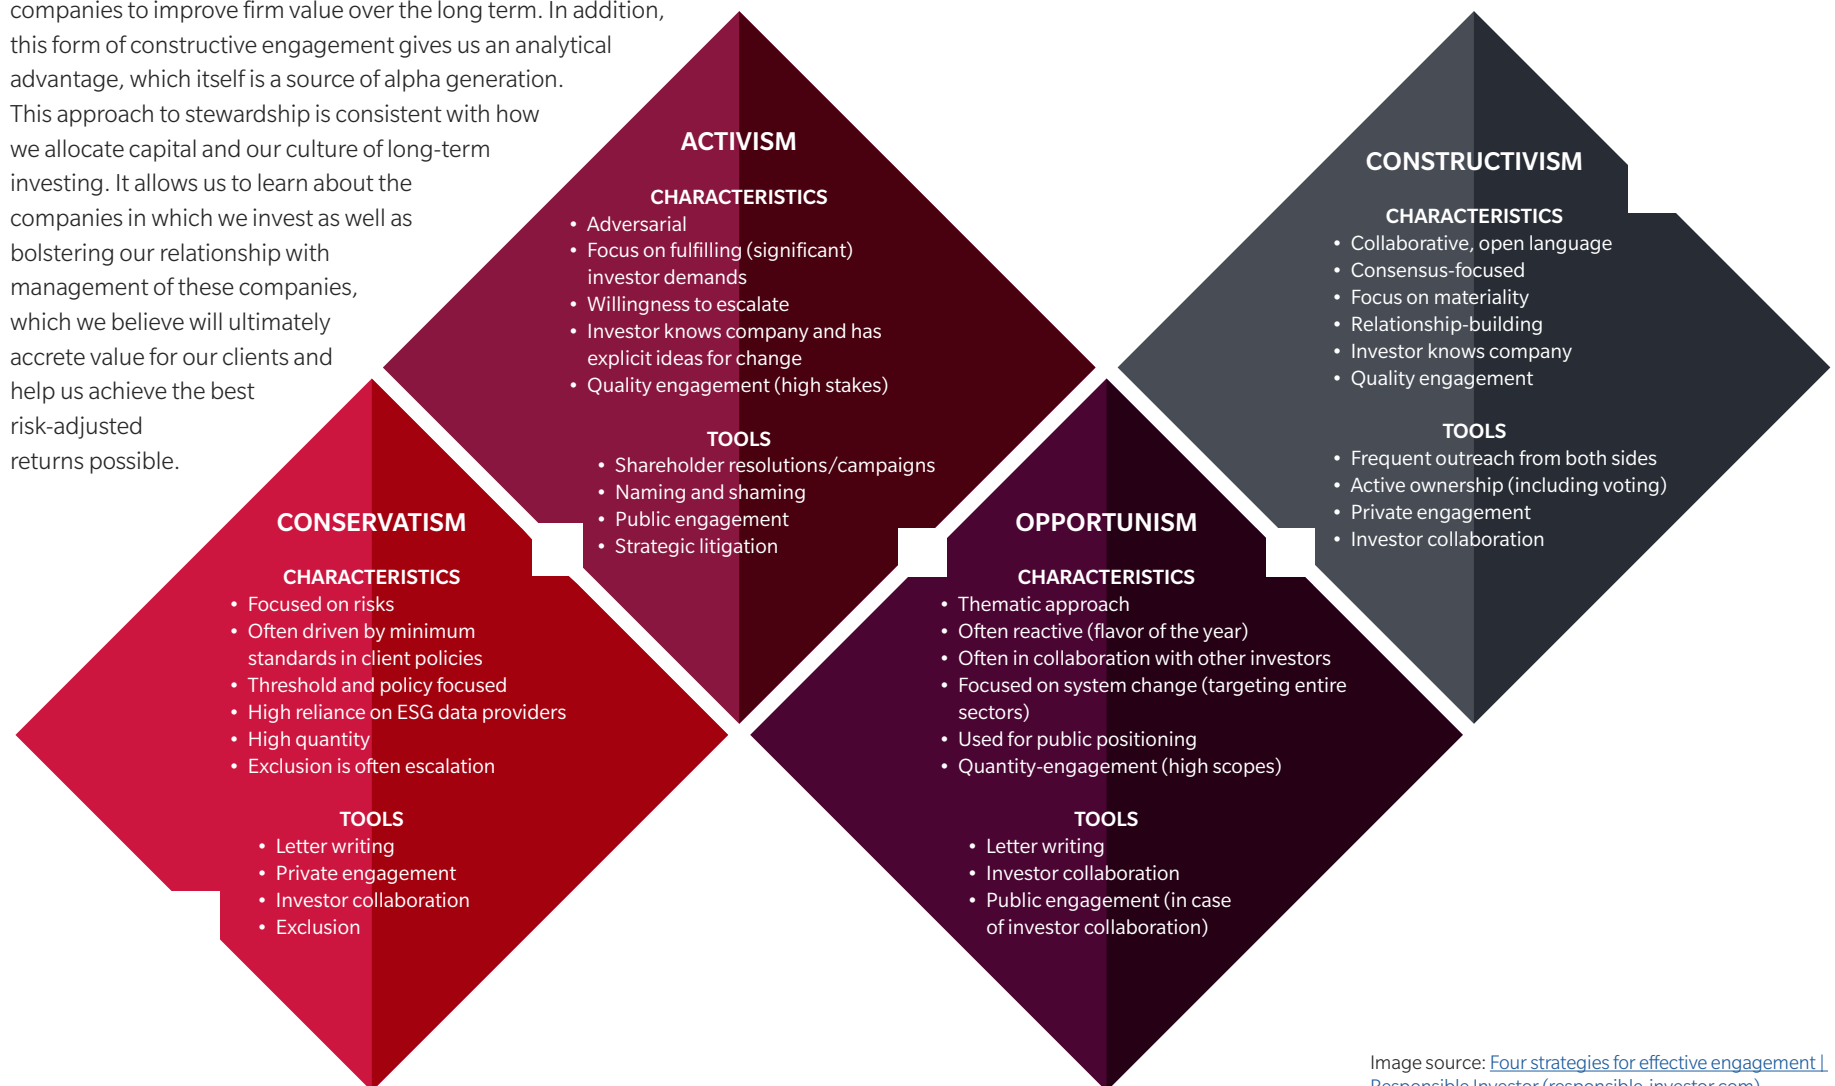 companies to improve firm value over the long term. In addition,
this form of constructive engagement gives us an analytical
advantage, which itself is a source of alpha generation.
This approach to stewardship is consistent with how
we allocate capital and our culture of long-term
investing. It allows us to learn about the
companies in which we invest as well as
bolstering our relationship with
management of these companies,
which we believe will ultimately
accrete value for our clients and
help us achieve the best
risk-adjusted
returns possible.
CONSERVATISM
CHARACTERISTICS
• Focused on risks
• Often driven by minimum
standards in client policies
• Threshold and policy focused
• High reliance on ESG data providers
• High quantity
• Exclusion is often escalation
TOOLS
• Letter writing
• Private engagement
• Investor collaboration
• Exclusion
ACTIVISM
CHARACTERISTICS
• Adversarial
• Focus on fulfilling (significant)
investor demands
• Willingness to escalate
• Investor knows company and has
explicit ideas for change
• Quality engagement (high stakes)
TOOLS
• Shareholder resolutions/campaigns
• Naming and shaming
• Public engagement
• Strategic litigation
OPPORTUNISM
CHARACTERISTICS
• Thematic approach
• Often reactive (flavor of the year)
• Often in collaboration with other investors
• Focused on system change (targeting entire
sectors)
• Used for public positioning
• Quantity-engagement (high scopes)
TOOLS
• Letter writing
• Investor collaboration
• Public engagement (in case
of investor collaboration)
CONSTRUCTIVISM
CHARACTERISTICS
• Collaborative, open language
• Consensus-focused
• Focus on materiality
• Relationship-building
• Investor knows company
• Quality engagement
TOOLS
• Frequent outreach from both sides
• Active ownership (including voting)
• Private engagement
• Investor collaboration
Image source: Four strategies for effective engagement |
Responsible Investor (responsible-investor.com)